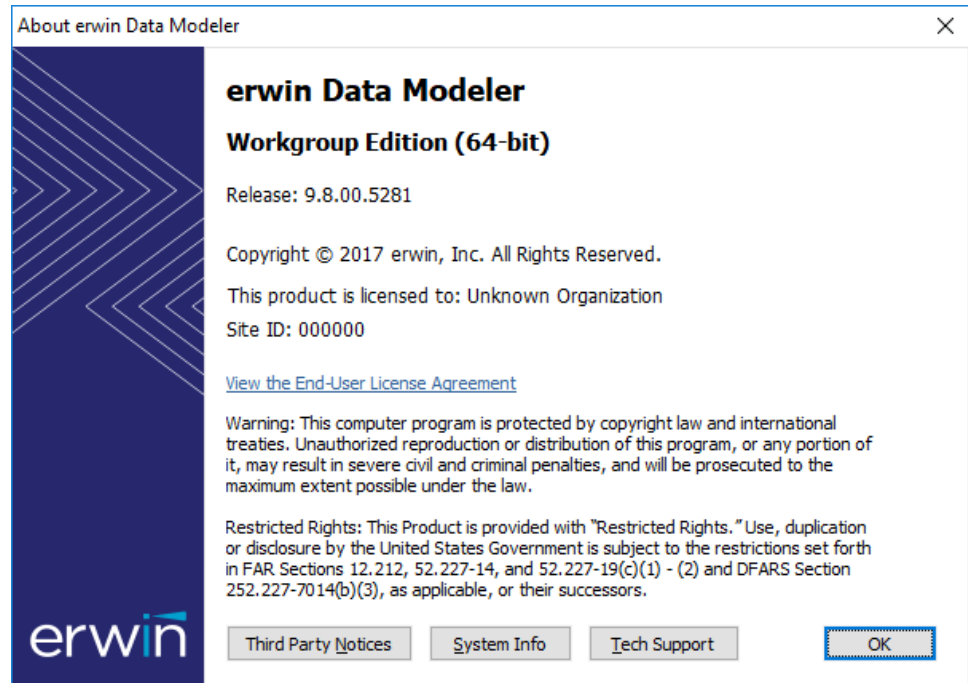 About erwin Data Modeler
erwin Data Modeler
Workgroup Edition (64-bit)
Release: 9.8.00.5281
Copyright © 2017 erwin, Inc. All Rights Reserved.
This product is licensed to: Unknown Organization
Site ID: 000000
View the End-User License Agreement
Warning: This computer program is protected by copyright law and international
treaties. Unauthorized reproduction or distribution of this program, or any portion of
it, may result in severe civil and criminal penalties, and will be prosecuted to the
maximum extent possible under the law.
Restricted Rights: This Product is provided with “Restricted Rights.” Use, duplication
or disclosure by the United States Government is subject to the restrictions set forth
in FAR Sections 12.212, 52.227-14, and 52.227-19(c)(1) - (2) and DFARS Section
252.227-7014(b)(3), as applicable, or their successors.
erwin
Third Party Notices System Info Tech Support OK